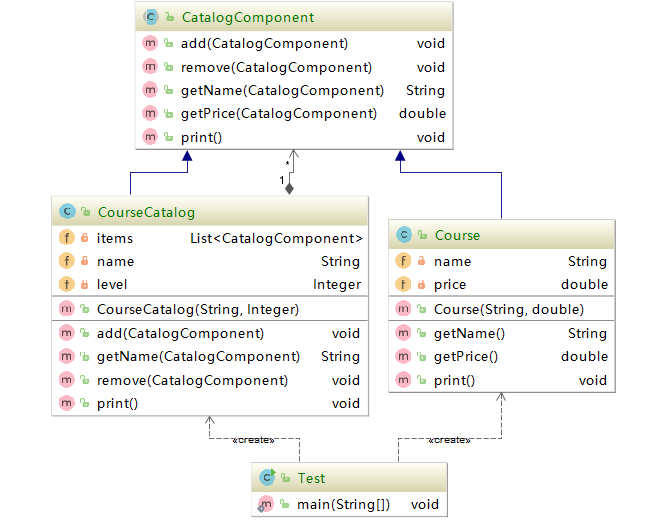 CatalogComponent
add(CatalogComponent) void
remove(CatalogComponent) void
getName(CatalogComponent) String
getPrice(CatalogComponent) double
print() void
*
1
CourseCatalog
items List<CatalogComponent>
name String
level Integer
CourseCatalog(String, Integer)
add(CatalogComponent) void
getName(CatalogComponent) String
remove(CatalogComponent) void
print() void
Course
name String
price double
Course(String, double)
getName() String
getPrice() double
print() void
«create»
«create»
Test
main(String[]) void